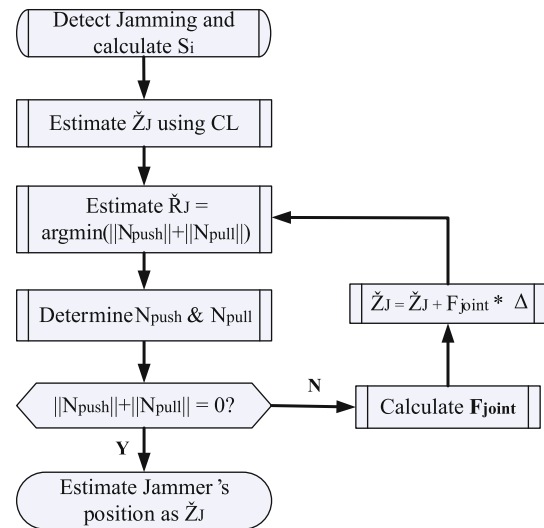 Detect Jamming and
calculate Si
Estimate ŽJ using CL
Estimate ŘJ =
argmin(||Npush||+||Npull||)
Determine Npush & Npull
||Npush||+||Npull|| = 0?
N
Y
Calculate Fjoint
ŽJ = ŽJ + Fjoint * Δ
Estimate Jammer's
position as ŽJ